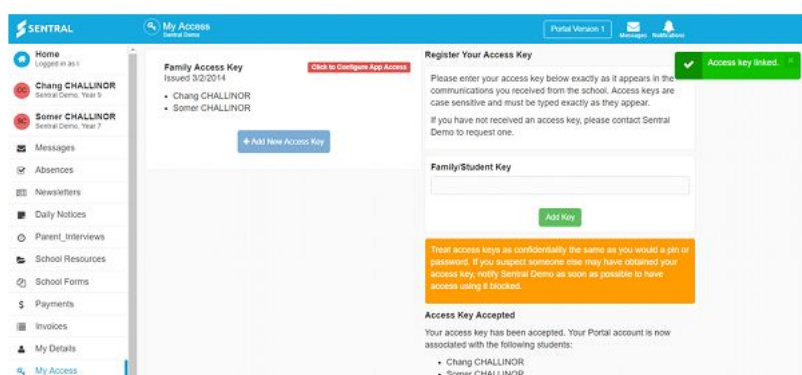 SENTRAL
My Access
Sentral Demo
Portal Version 1
Messages
Notifications
Home
Logged in as
Chang CHALLINOR
Sentral Demo, Year 5
Somer CHALLINOR
Sentral Demo, Year 7
Messages
Absences
Newsletters
Daily Notices
Parent_Interviews
School Resources
School Forms
Payments
Invoices
My Details
My Access
Family Access Key
Click to Configure App Access
Issued 3/2/2014
• Chang CHALLINOR
• Somer CHALLINOR
+ Add New Access Key
Register Your Access Key
Please enter your access key below exactly as it appears in the
communications you received from the school. Access keys are
case sensitive and must be typed exactly as they appear.
If you have not received an access key, please contact Sentral
Demo to request one.
Family/Student Key
Add Key
Treat access keys as confidentiality the same as you would a pin or
password. If you suspect someone else may have obtained your
access key, notify Sentral Demo as soon as possible to have
access using it blocked.
Access Key Accepted
Your access key has been accepted. Your Portal account is now
associated with the following students:
• Chang CHALLINOR
• Somer CHALLINOR
Access key linked.